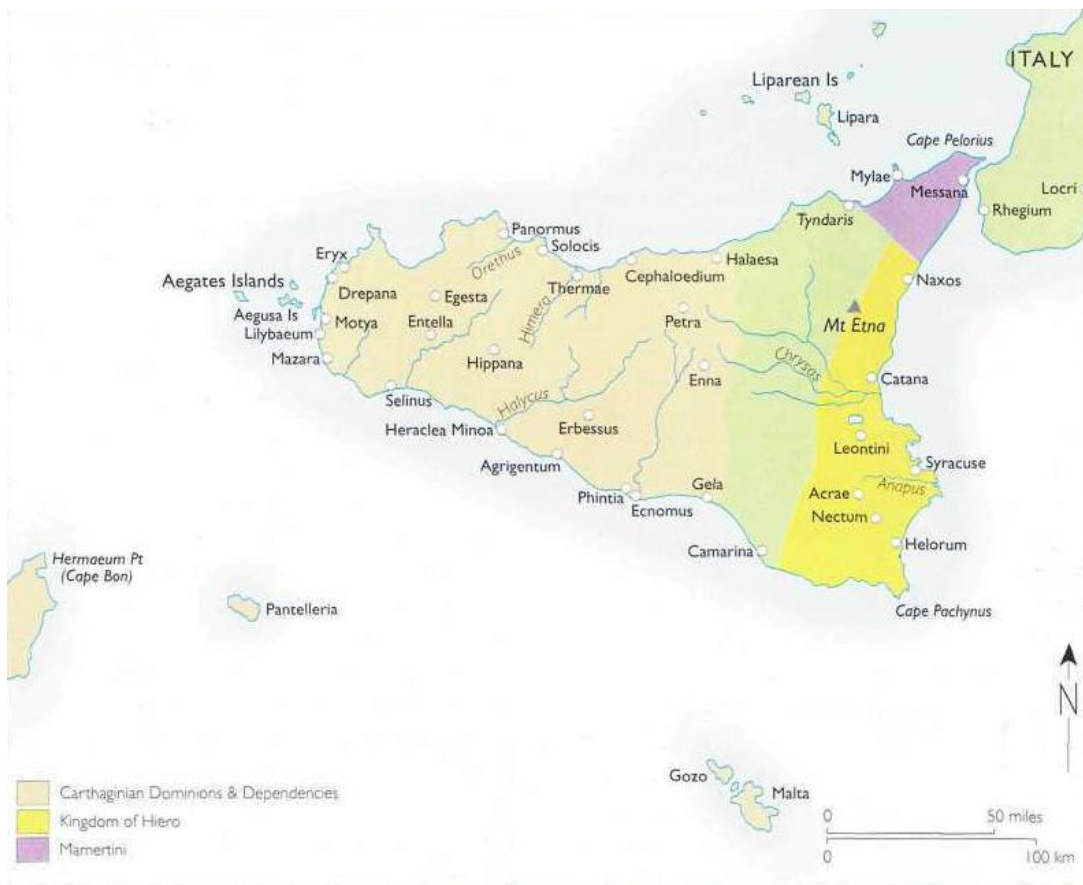 ITALY
Liparean Is
Lipara
Cape Pelorius
Mylae
Messana
Locri
Rhegium
Tyndaris
Panormus
Solocis
Orethus
Eryx
Cephaloedium
Halaesa
Naxos
Aegates Islands
Drepana
Thermae
Egesta
Himera
Aegusa Is
Motya
Entella
Petra
Mt Etna
Lilybaeum
Mazara
Hippana
Chrysas
Enna
Catana
Selinus
Halycus
Heraclea Minoa
Erbessus
Leontini
Agrigentum
Syracuse
Phintia
Gela
Acrae
Anapus
Ecnomus
Nectum
Camarina
Helorum
Hermaeum Pt
(Cape Bon)
Pantelleria
Cape Pachynus
N
Gozo
Malta
Carthaginian Dominions & Dependencies
Kingdom of Hiero
Mamertini
0 50 miles
0 100 km